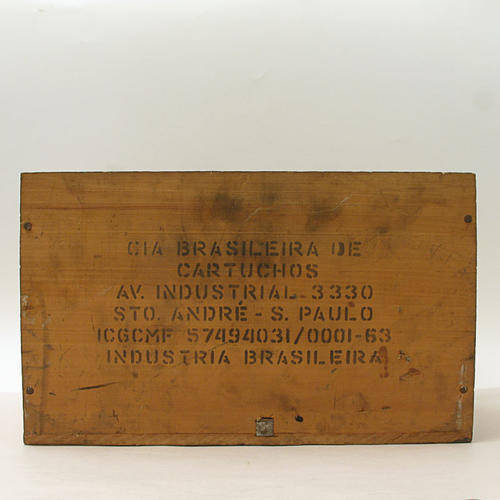 CIA BRASILEIRA DE
CARTUCHOS
AV. INDUSTRIAL-3330
STO. ANDRÉ - S. PAULO
ICGCMF 57494031/0001-63
INDUSTRIA BRASILEIRA